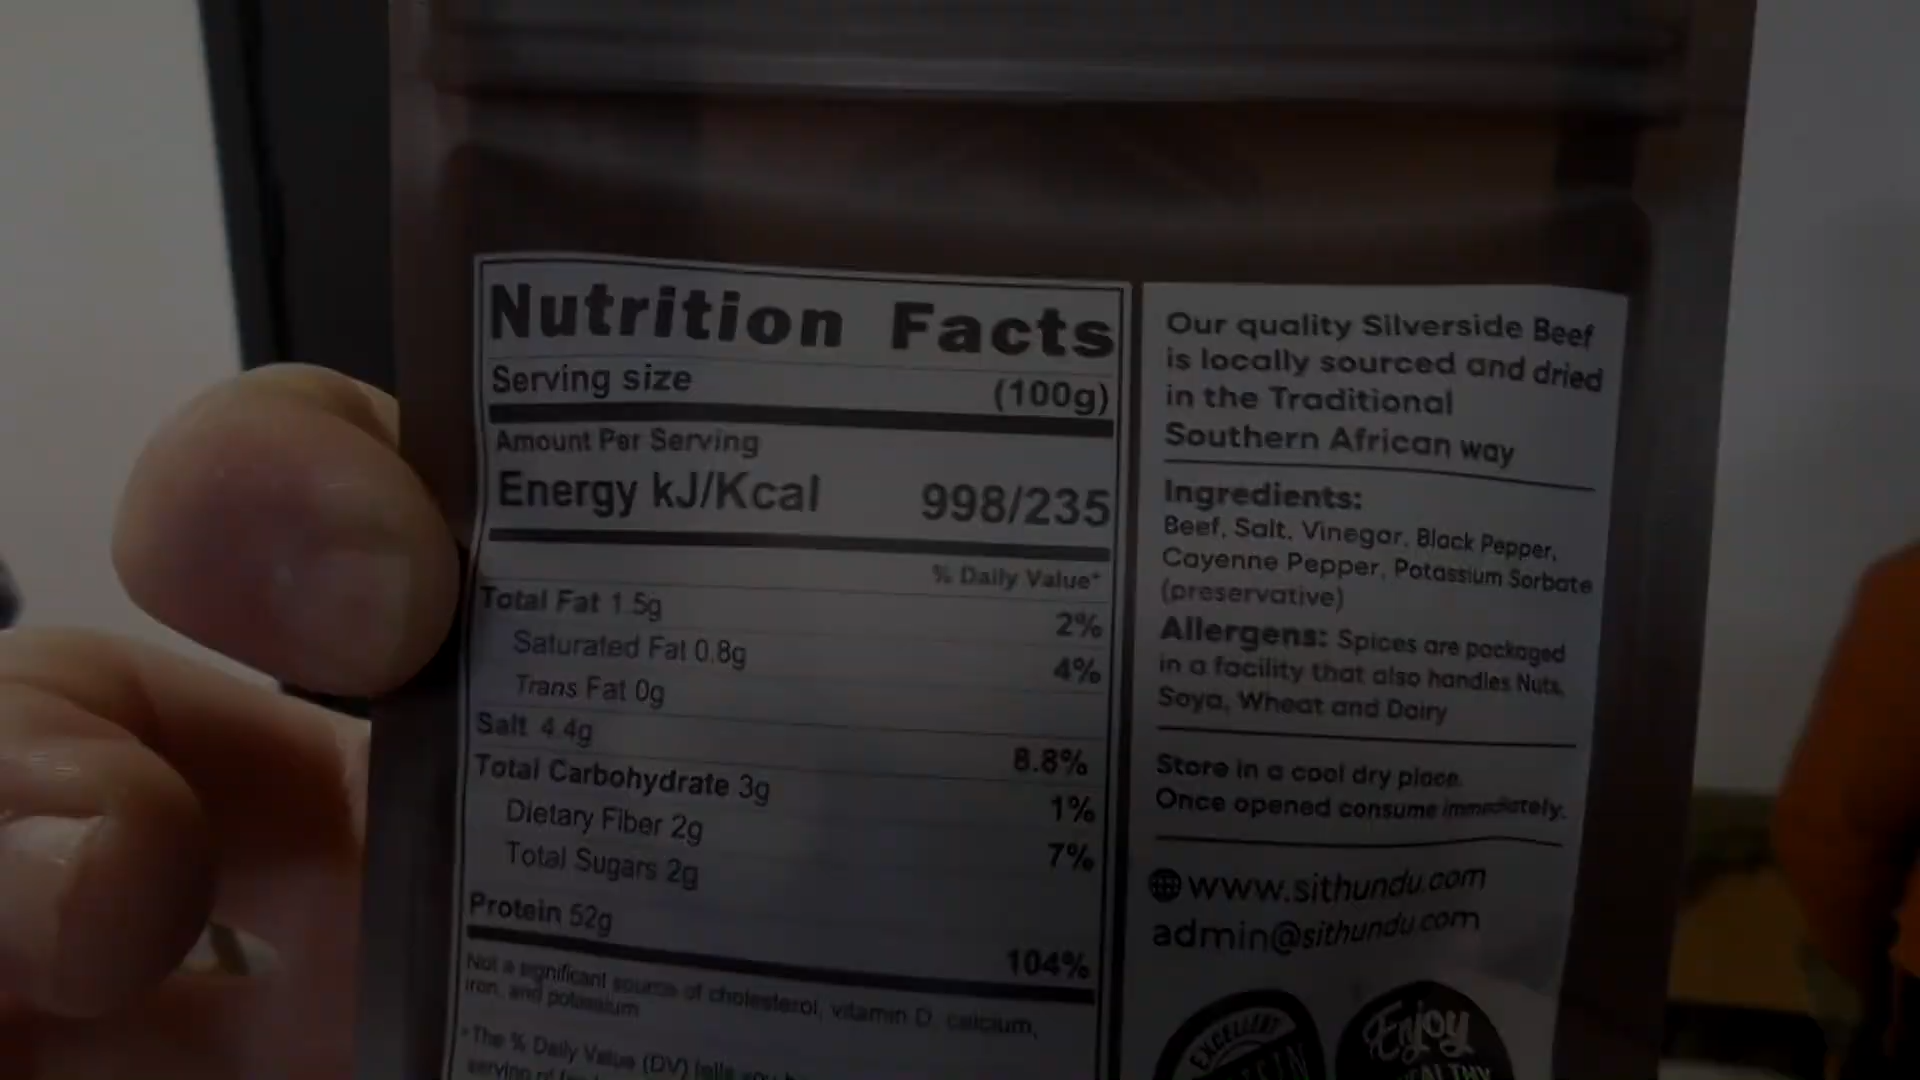 Nutrition Facts
Serving size (100g)
Amount Per Serving
Energy kJ/Kcal 998/235
% Daily Value*
Total Fat 1.5g 2%
Saturated Fat 0.8g 4%
Trans Fat 0g
Salt 4.4g 8.8%
Total Carbohydrate 3g 1%
Dietary Fiber 2g 7%
Total Sugars 2g
Protein 52g 104%
Not a significant source of cholesterol, vitamin D, calcium,
iron, and potassium
*The % Daily Value (DV) tells you
serving of
Our quality Silverside Beef
is locally sourced and dried
in the Traditional
Southern African way
Ingredients:
Beef, Salt, Vinegar, Black Pepper,
Cayenne Pepper, Potassium Sorbate
(preservative)
Allergens: Spices are packaged
in a facility that also handles Nuts,
Soya, Wheat and Dairy
Store in a cool dry place.
Once opened consume immediately.
www.sithundu.com
admin@sithundu.com
EXCELLENT
Enjoy